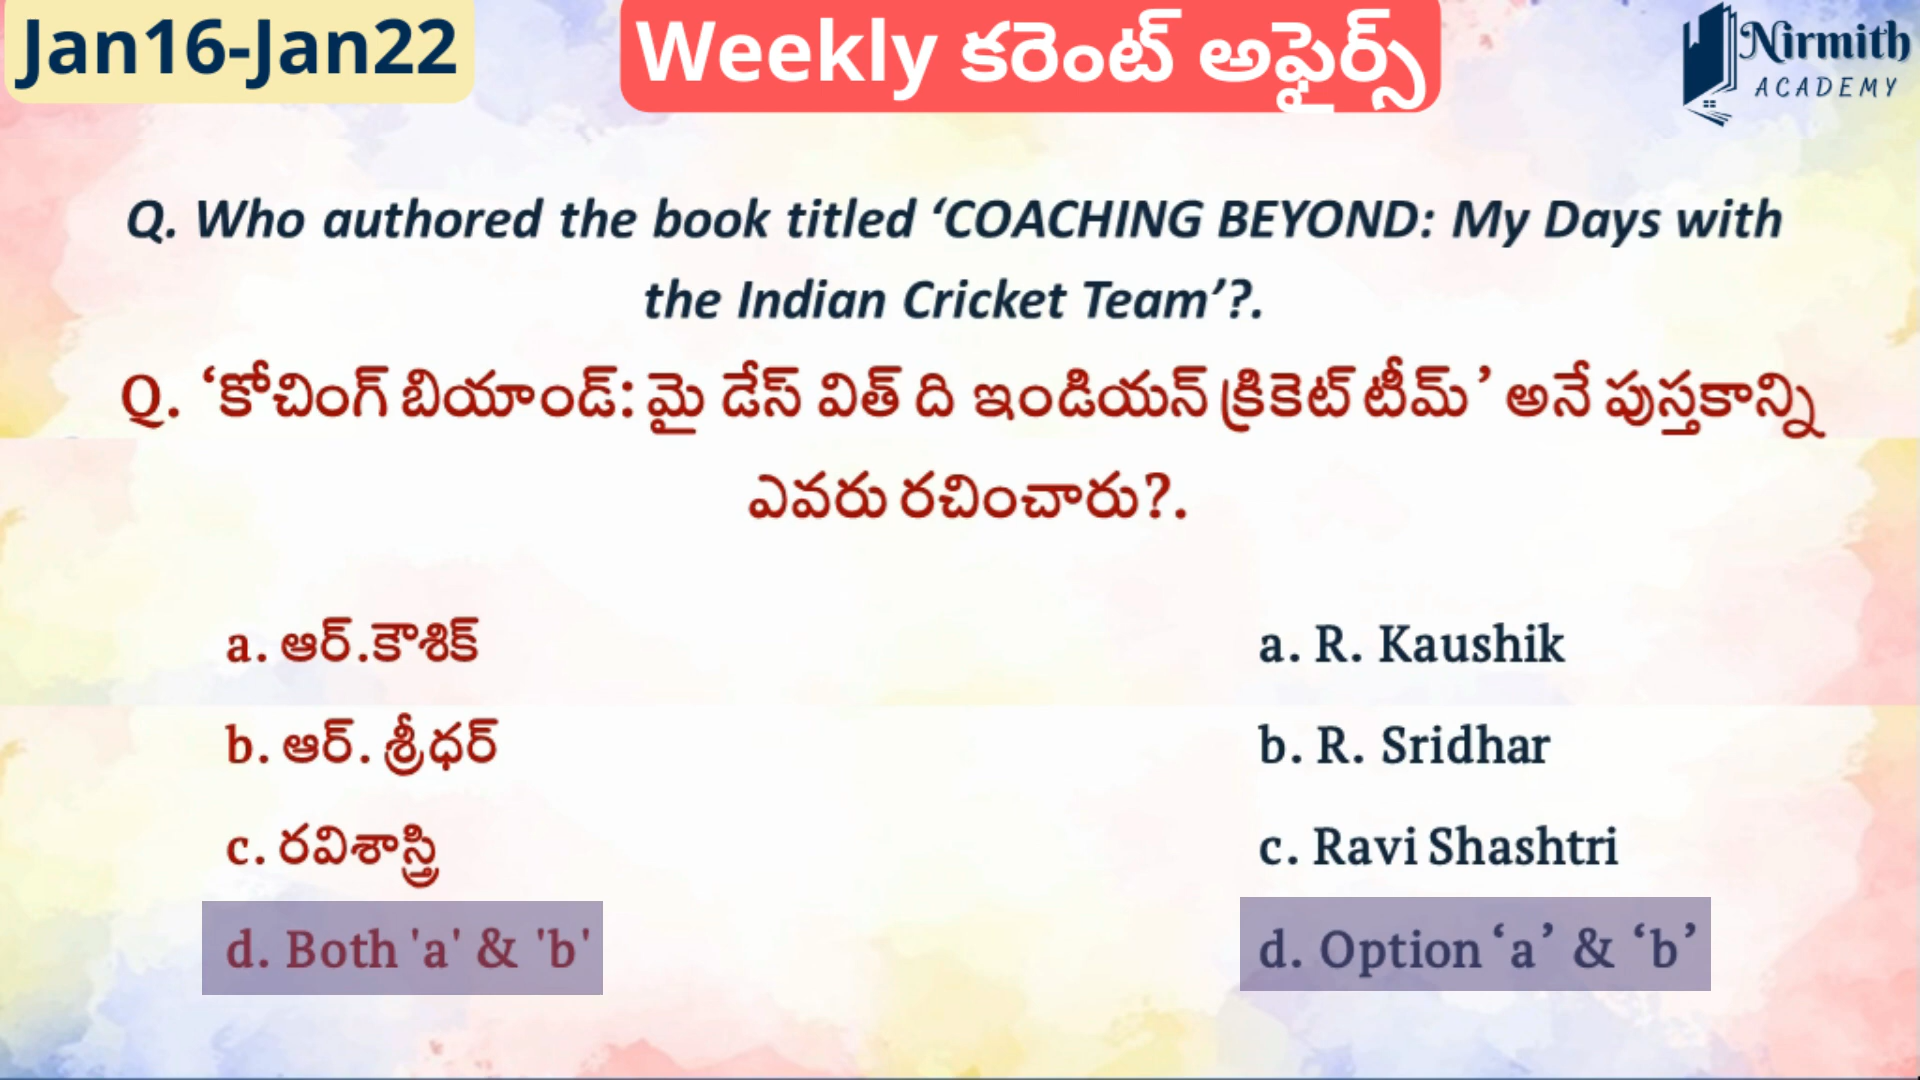 Jan16-Jan22
Weekly కరెంట్ అఫైర్స్
Nirmith
ACADEMY
Q. Who authored the book titled ‘COACHING BEYOND: My Days with
the Indian Cricket Team’?.
Q. ‘కోచింగ్ బియాండ్: మై డేస్ విత్ ది ఇండియన్ క్రికెట్ టీమ్’ అనే పుస్తకాన్ని
ఎవరు రచించారు?.
a. ఆర్.కౌశిక్
b. ఆర్. శ్రీధర్
c. రవిశాస్త్రి
d. Both 'a' & 'b'
a. R. Kaushik
b. R. Sridhar
c. Ravi Shashtri
d. Option ‘a’ & ‘b’